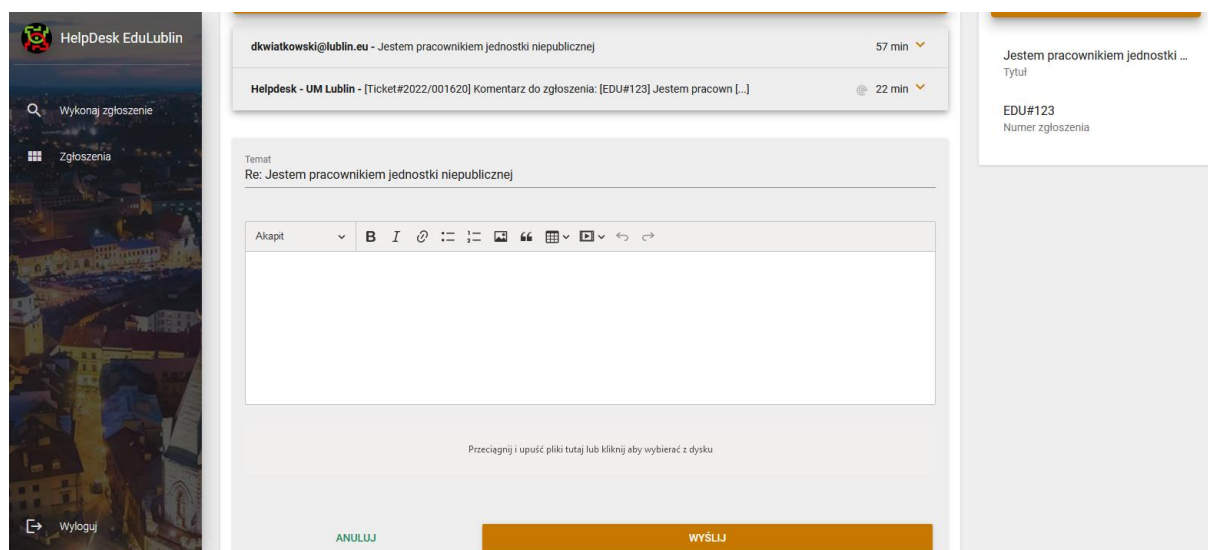 HelpDesk EduLublin
Wykonaj zgłoszenie
Zgłoszenia
Wyloguj
dkwiatkowski@lublin.eu - Jestem pracownikiem jednostki niepublicznej 57 min
Helpdesk - UM Lublin - [Ticket#2022/001620] Komentarz do zgłoszenia: [EDU#123] Jestem pracown [...] @ 22 min
Temat
Re: Jestem pracownikiem jednostki niepublicznej
Akapit B I
Przeciągnij i upuść pliki tutaj lub kliknij aby wybierać z dysku
ANULUJ WYŚLIJ
Jestem pracownikiem jednostki ...
Tytuł
EDU#123
Numer zgłoszenia